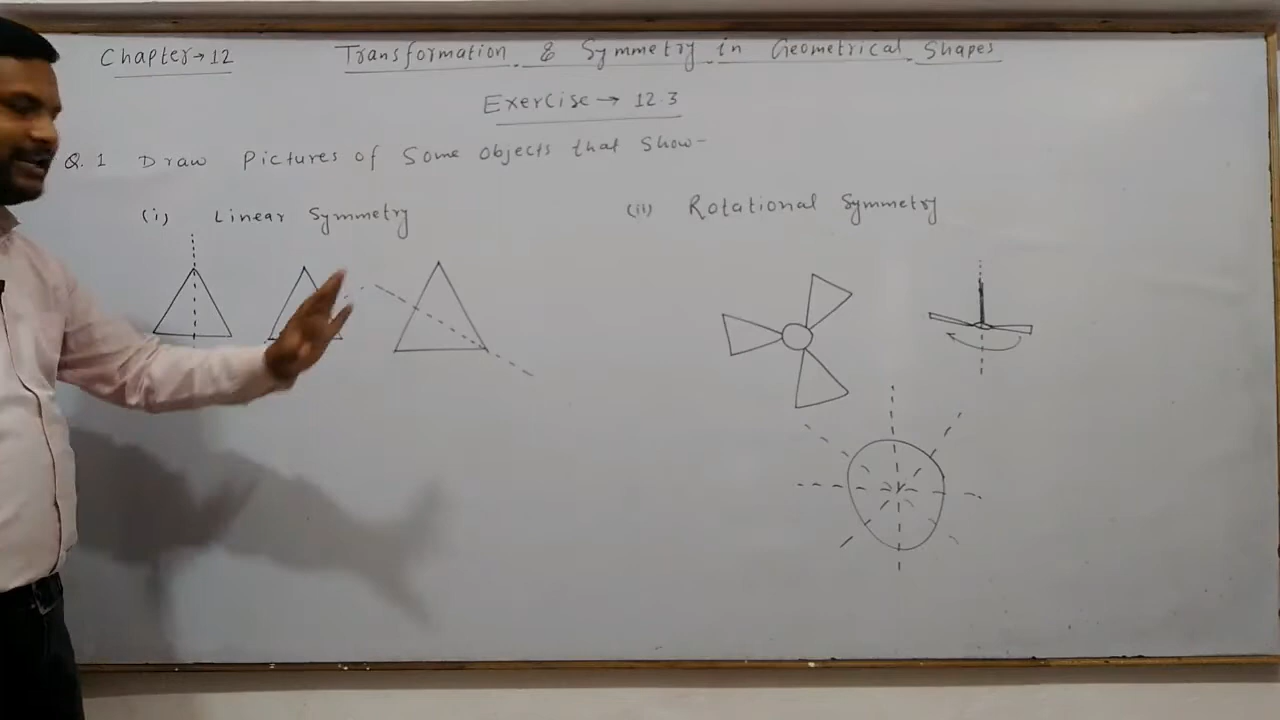 Chapter→12 Transformation & Symmetry in Geometrical Shapes
Exercise→ 12.3
Q.1 Draw Pictures of Some Objects that Show-
(i) Linear Symmetry (ii) Rotational Symmetry